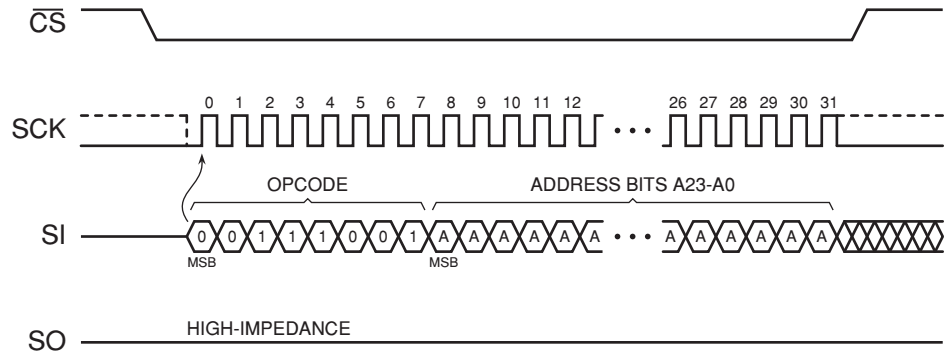 CS
0 1 2 3 4 5 6 7 8 9 10 11 12 26 27 28 29 30 31
SCK
OPCODE ADDRESS BITS A23-A0
SI 0 0 1 1 1 0 0 1 A A A A A A A A A A A A
MSB MSB
HIGH-IMPEDANCE
SO